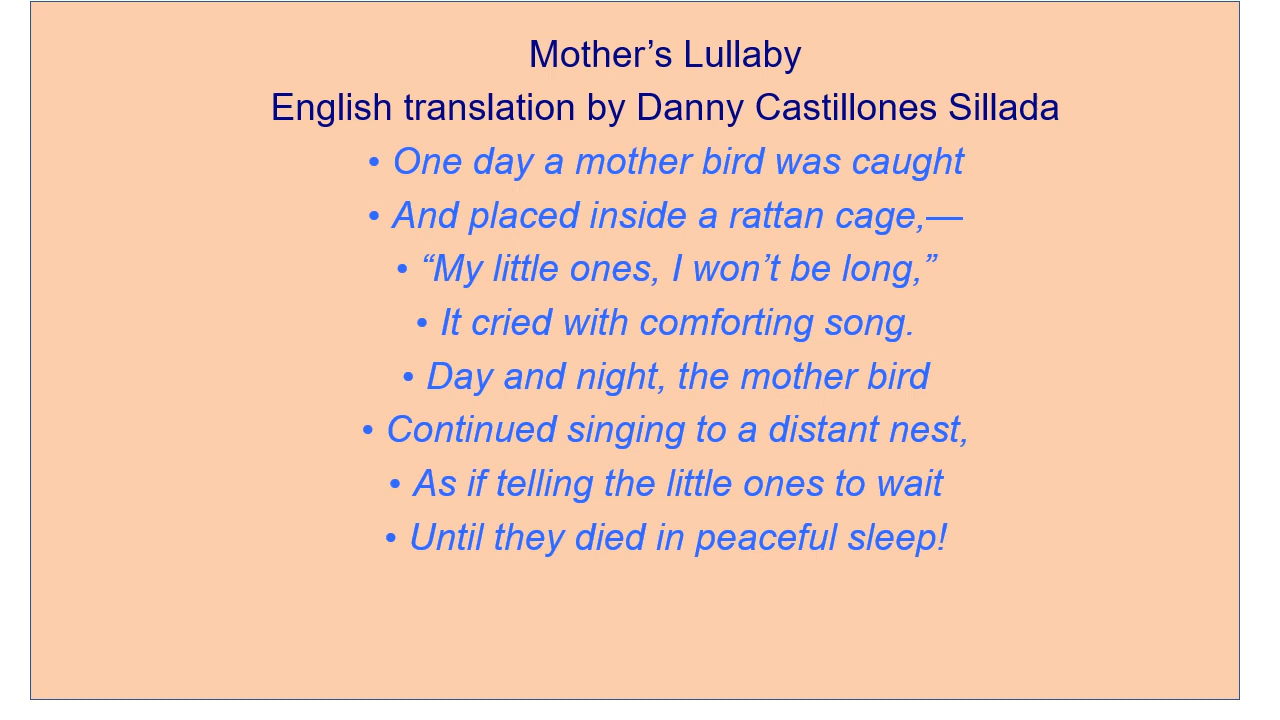 Mother’s Lullaby
English translation by Danny Castillones Sillada
• One day a mother bird was caught
• And placed inside a rattan cage,—
• “My little ones, I won’t be long,”
• It cried with comforting song.
• Day and night, the mother bird
• Continued singing to a distant nest,
• As if telling the little ones to wait
• Until they died in peaceful sleep!